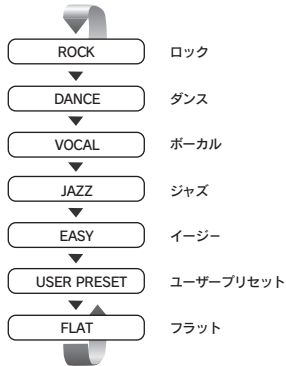 ROCK ロック
DANCE ダンス
VOCAL ボーカル
JAZZ ジャズ
EASY イージー
USER PRESET ユーザープリセット
FLAT フラット